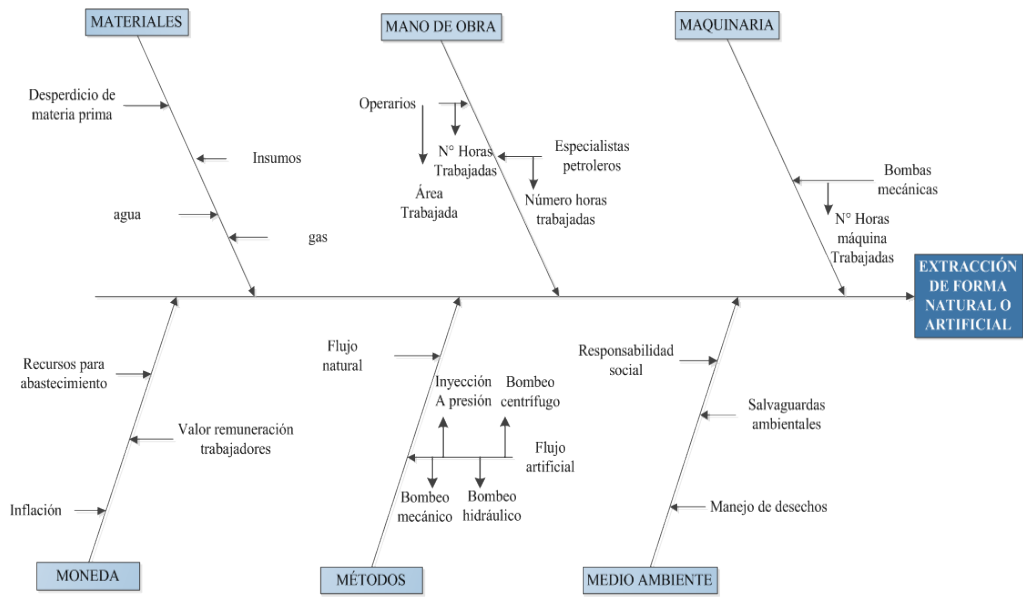 MATERIALES
MANO DE OBRA
MAQUINARIA
Desperdicio de
materia prima
Insumos
agua
gas
Operarios
N° Horas
Trabajadas
Área
Trabajada
Especialistas
petroleros
Número horas
trabajadas
Bombas
mecánicas
N° Horas
máquina
Trabajadas
EXTRACCIÓN
DE FORMA
NATURAL O
ARTIFICIAL
Recursos para
abastecimiento
Valor remuneración
trabajadores
Inflación
Flujo
natural
Inyección
A presión
Bombeo
centrífugo
Flujo
artificial
Bombeo
mecánico
Bombeo
hidráulico
Responsabilidad
social
Salvaguardas
ambientales
Manejo de desechos
MONEDA
MÉTODOS
MEDIO AMBIENTE